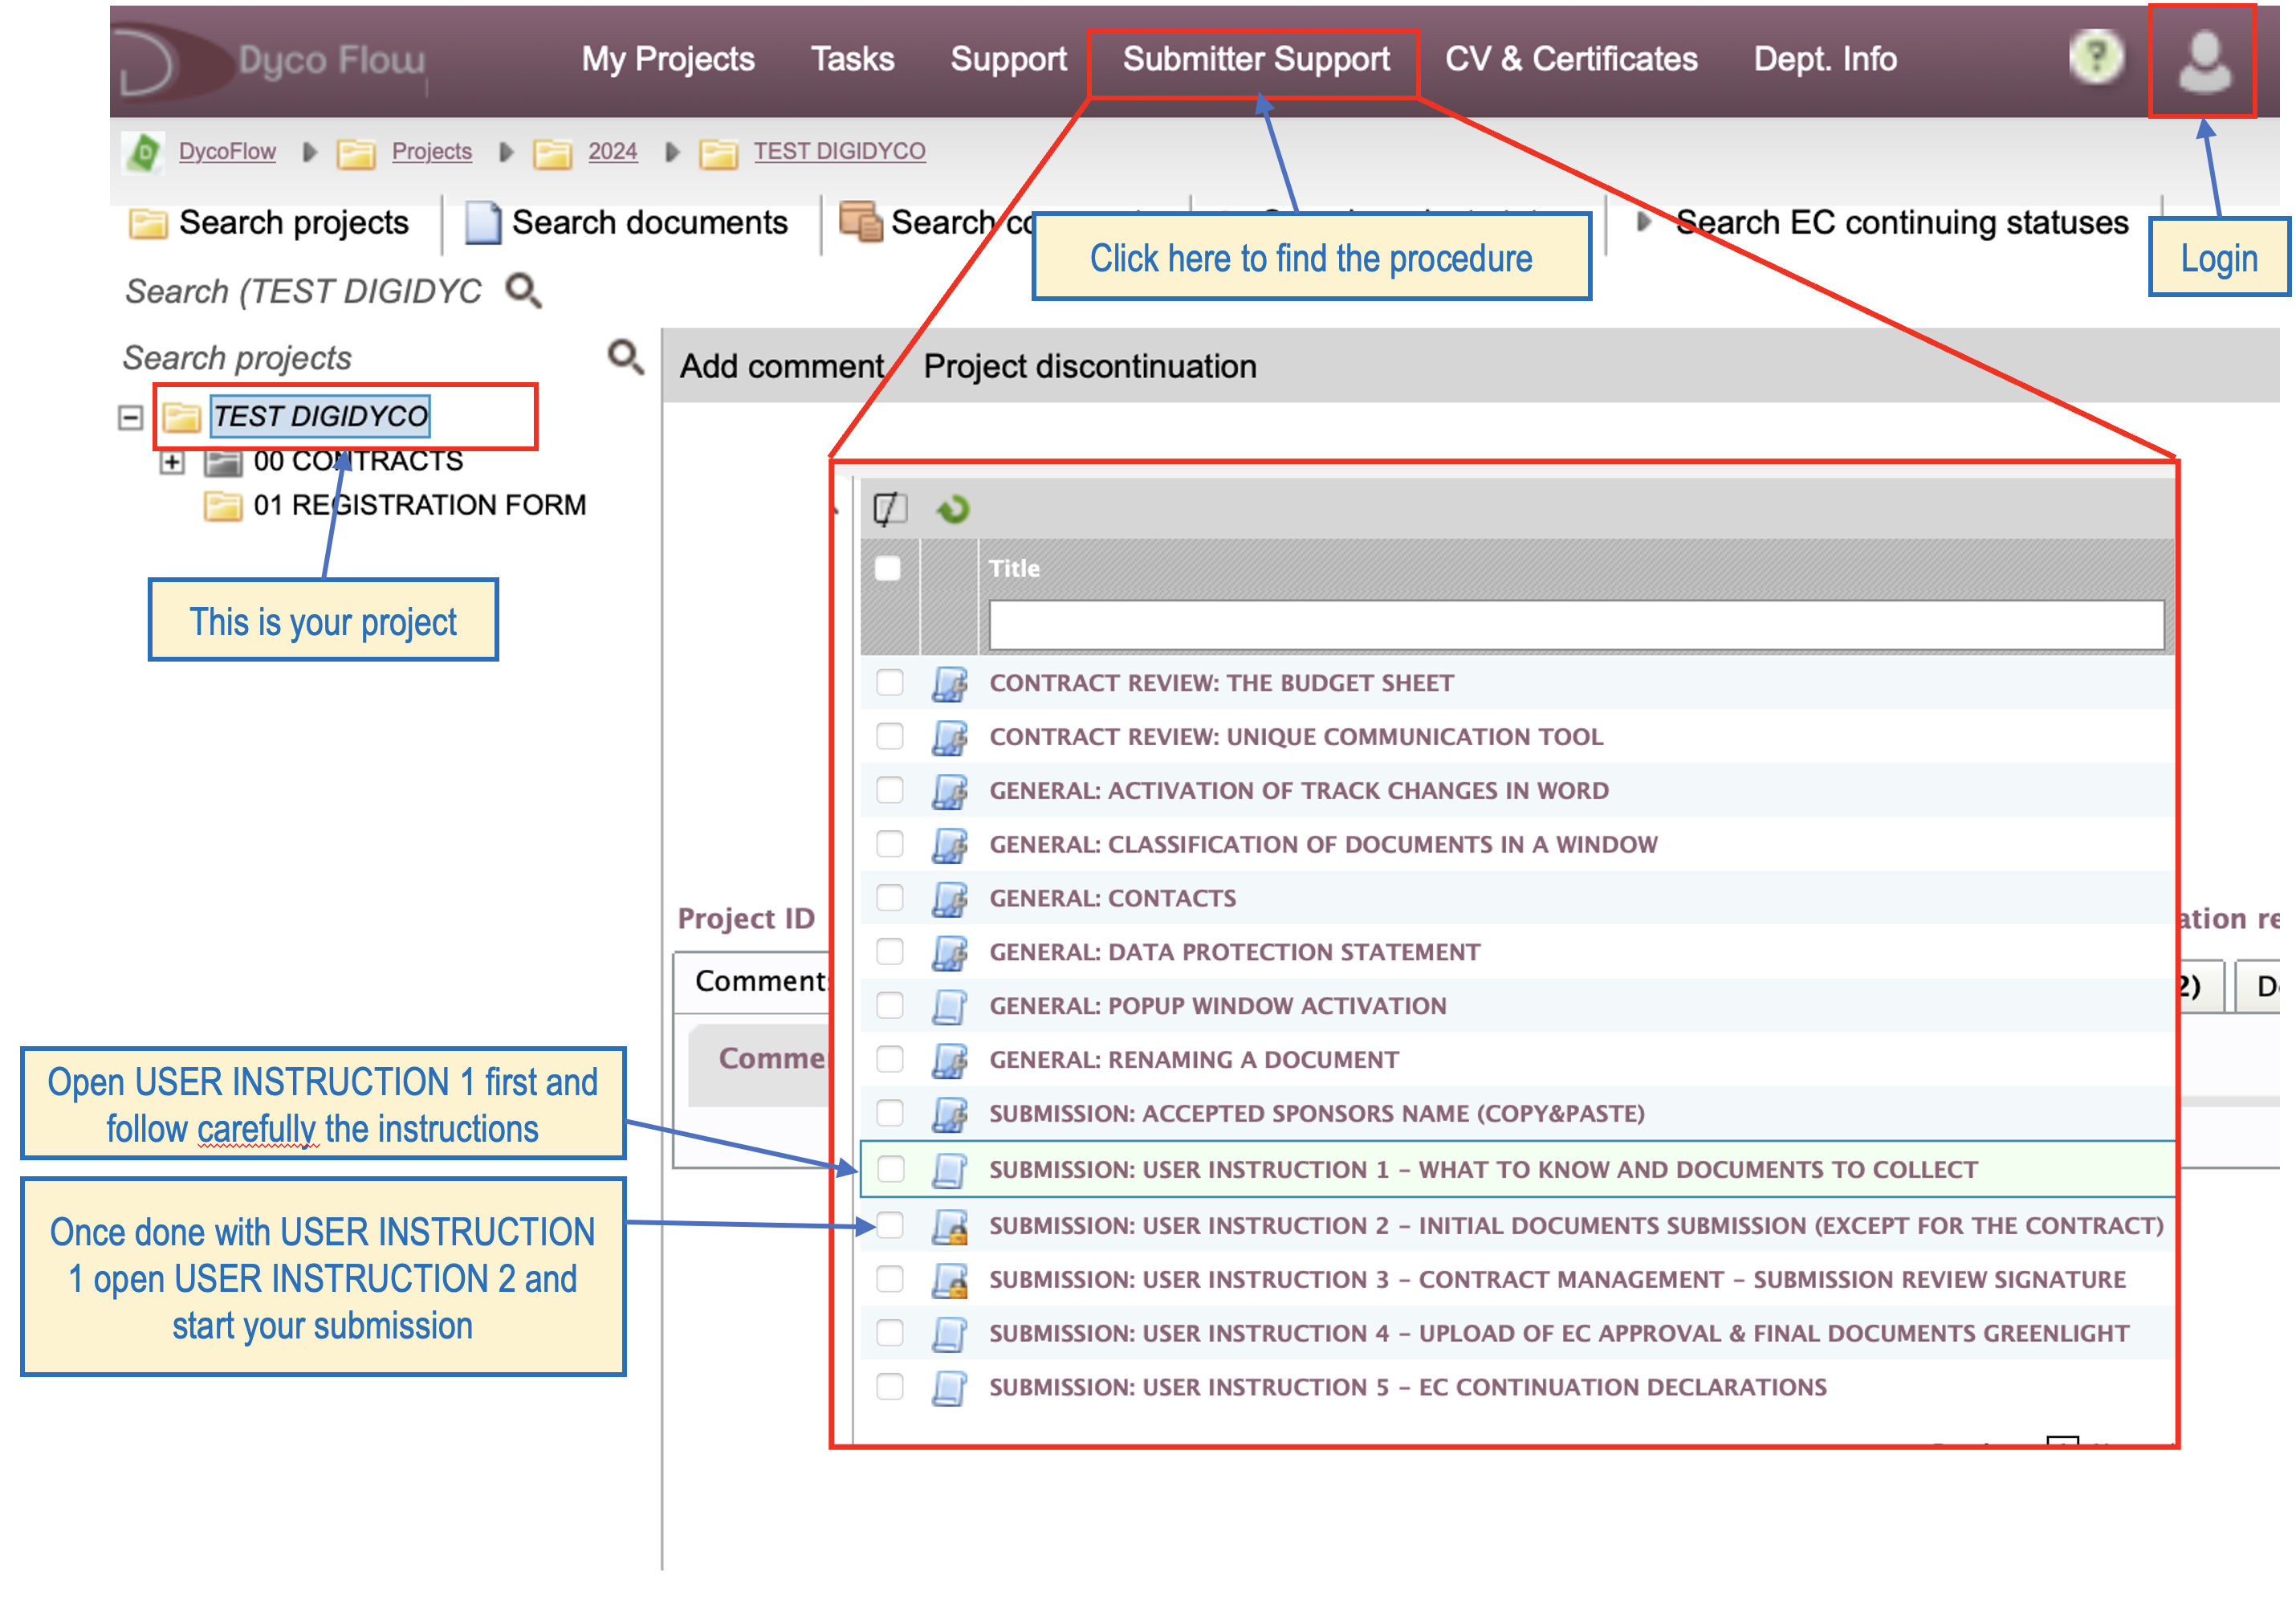 Dyco Flow
My Projects Tasks Support Submitter Support CV & Certificates Dept. Info ?
DycoFlow Projects 2024 TEST DIGIDYCO
Search projects Search documents Search EC continuing statuses
Click here to find the procedure
Login
Search (TEST DIGIDYC
Search projects
Add comment Project discontinuation
TEST DIGIDYCO
00 CONTRACTS
01 REGISTRATION FORM
This is your project
Title
CONTRACT REVIEW: THE BUDGET SHEET
CONTRACT REVIEW: UNIQUE COMMUNICATION TOOL
GENERAL: ACTIVATION OF TRACK CHANGES IN WORD
GENERAL: CLASSIFICATION OF DOCUMENTS IN A WINDOW
GENERAL: CONTACTS
GENERAL: DATA PROTECTION STATEMENT
GENERAL: POPUP WINDOW ACTIVATION
GENERAL: RENAMING A DOCUMENT
SUBMISSION: ACCEPTED SPONSORS NAME (COPY&PASTE)
SUBMISSION: USER INSTRUCTION 1 – WHAT TO KNOW AND DOCUMENTS TO COLLECT
SUBMISSION: USER INSTRUCTION 2 – INITIAL DOCUMENTS SUBMISSION (EXCEPT FOR THE CONTRACT)
SUBMISSION: USER INSTRUCTION 3 – CONTRACT MANAGEMENT – SUBMISSION REVIEW SIGNATURE
SUBMISSION: USER INSTRUCTION 4 – UPLOAD OF EC APPROVAL & FINAL DOCUMENTS GREENLIGHT
SUBMISSION: USER INSTRUCTION 5 – EC CONTINUATION DECLARATIONS
Project ID
Comments
Open USER INSTRUCTION 1 first and
follow carefully the instructions
Once done with USER INSTRUCTION
1 open USER INSTRUCTION 2 and
start your submission